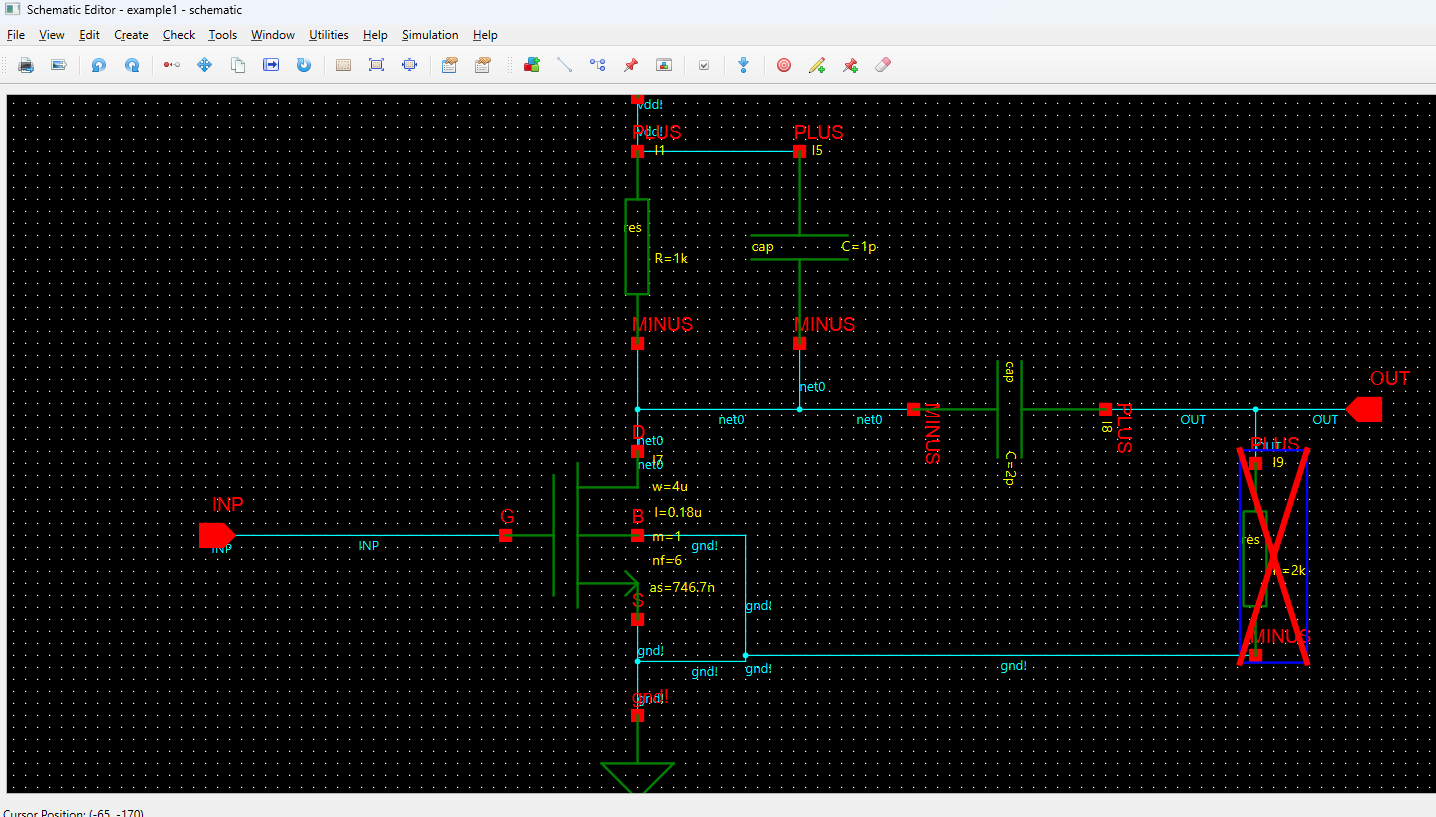 Schematic Editor - example1 - schematic
File View Edit Create Check Tools Window Utilities Help Simulation Help
vdd!
vdd!
PLUS
PLUS
I1
I5
res
cap
C=1p
R=1k
MINUS
MINUS
cap
OUT
net0
net0
net0
MINUS
PLUS
I8
OUT
OUT
D
net0
PLUS
OUT
I7
net0
I9
C=2p
w=4u
INP
l=0.18u
G
B
m=1
res
INP
INP
gnd!
nf=6
=2k
as=746.7n
S
gnd!
MINUS
gnd!
gnd!
gnd!
gnd!
gnd!
gnd!
Cursor Position: (-65, -170)